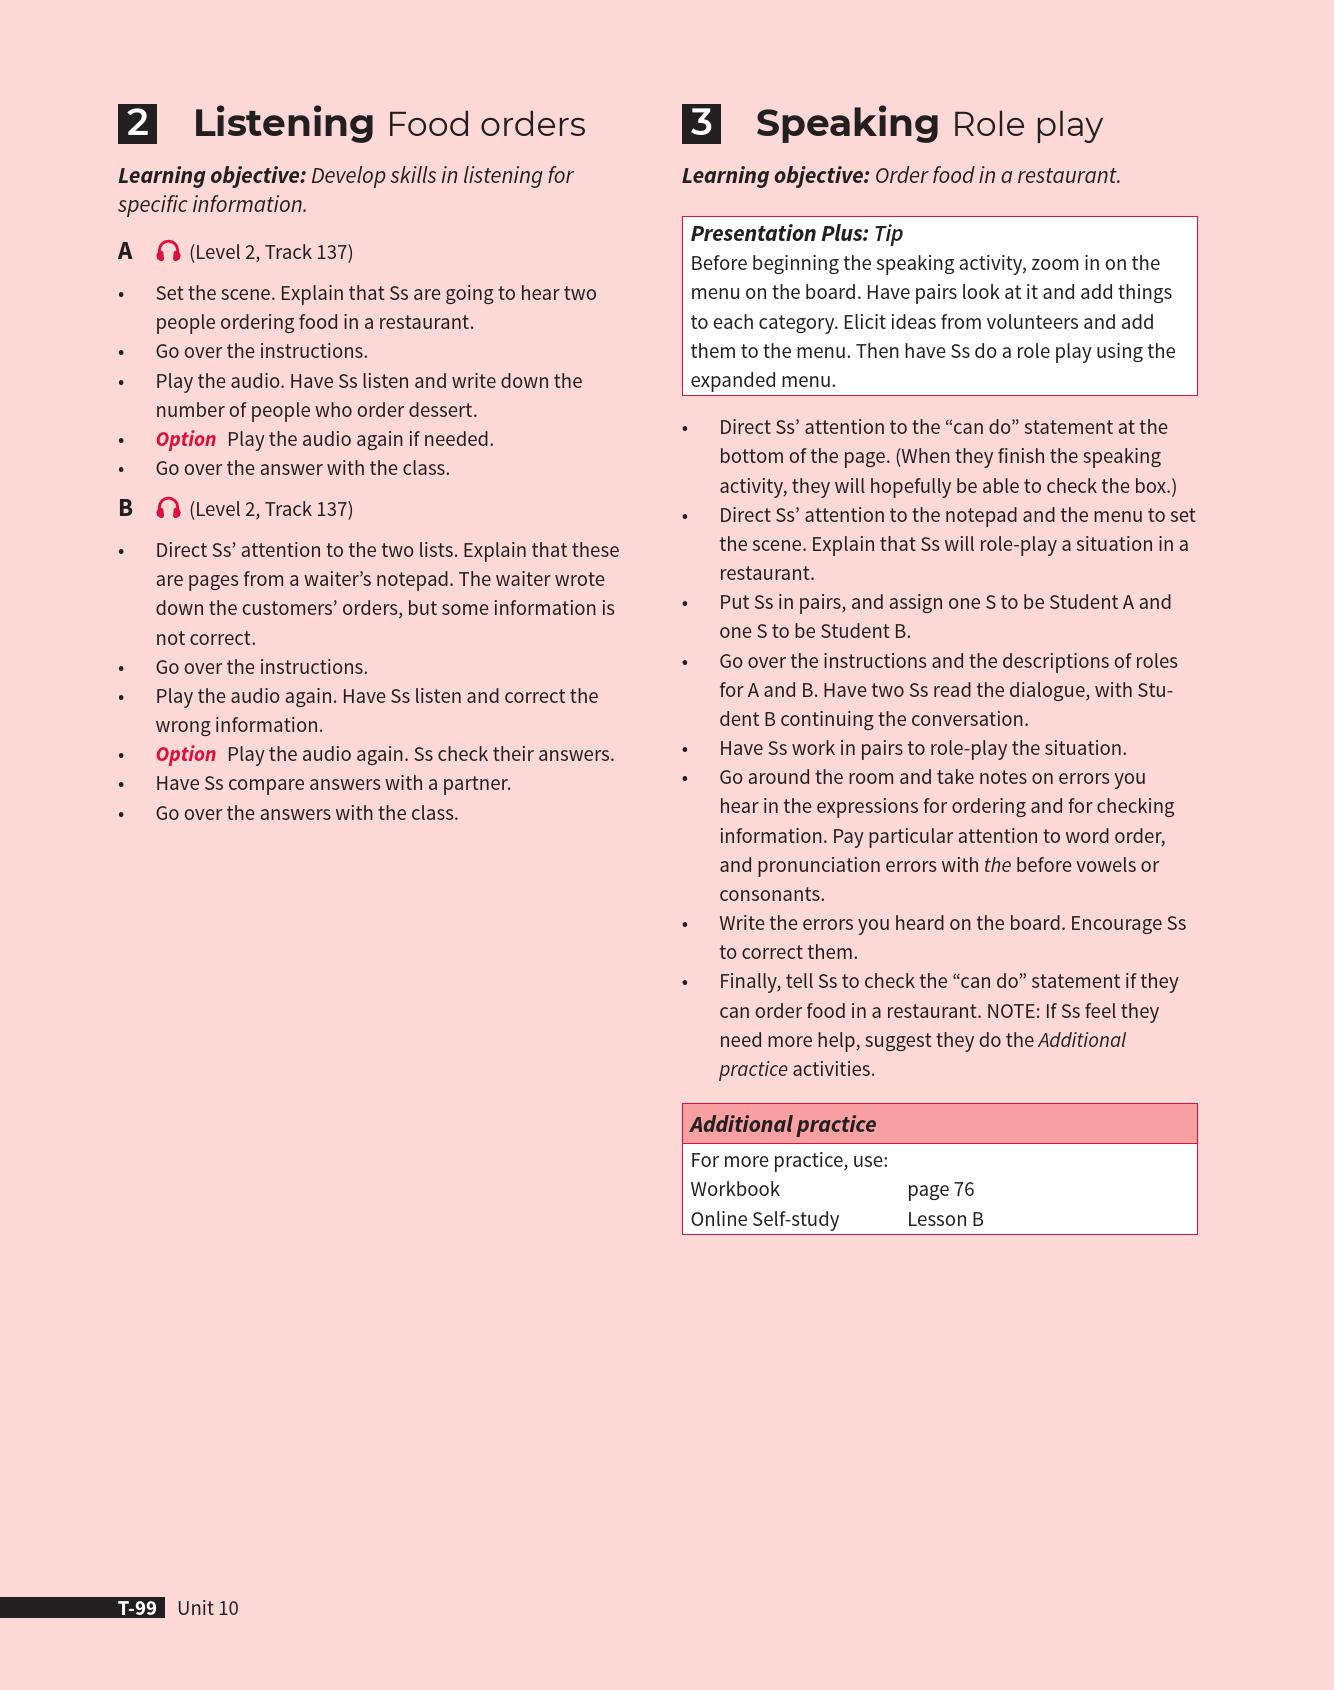 2 Listening Food orders
Learning objective: Develop skills in listening for
specific information.
A (Level 2, Track 137)
• Set the scene. Explain that Ss are going to hear two
people ordering food in a restaurant.
• Go over the instructions.
• Play the audio. Have Ss listen and write down the
number of people who order dessert.
• Option Play the audio again if needed.
• Go over the answer with the class.
B (Level 2, Track 137)
• Direct Ss’ attention to the two lists. Explain that these
are pages from a waiter’s notepad. The waiter wrote
down the customers’ orders, but some information is
not correct.
• Go over the instructions.
• Play the audio again. Have Ss listen and correct the
wrong information.
• Option Play the audio again. Ss check their answers.
• Have Ss compare answers with a partner.
• Go over the answers with the class.
3 Speaking Role play
Learning objective: Order food in a restaurant.
Presentation Plus: Tip
Before beginning the speaking activity, zoom in on the
menu on the board. Have pairs look at it and add things
to each category. Elicit ideas from volunteers and add
them to the menu. Then have Ss do a role play using the
expanded menu.
• Direct Ss’ attention to the “can do” statement at the
bottom of the page. (When they finish the speaking
activity, they will hopefully be able to check the box.)
• Direct Ss’ attention to the notepad and the menu to set
the scene. Explain that Ss will role-play a situation in a
restaurant.
• Put Ss in pairs, and assign one S to be Student A and
one S to be Student B.
• Go over the instructions and the descriptions of roles
for A and B. Have two Ss read the dialogue, with Stu-
dent B continuing the conversation.
• Have Ss work in pairs to role-play the situation.
• Go around the room and take notes on errors you
hear in the expressions for ordering and for checking
information. Pay particular attention to word order,
and pronunciation errors with the before vowels or
consonants.
• Write the errors you heard on the board. Encourage Ss
to correct them.
• Finally, tell Ss to check the “can do” statement if they
can order food in a restaurant. NOTE: If Ss feel they
need more help, suggest they do the Additional
practice activities.
Additional practice
For more practice, use:
Workbook page 76
Online Self-study Lesson B
T-99 Unit 10